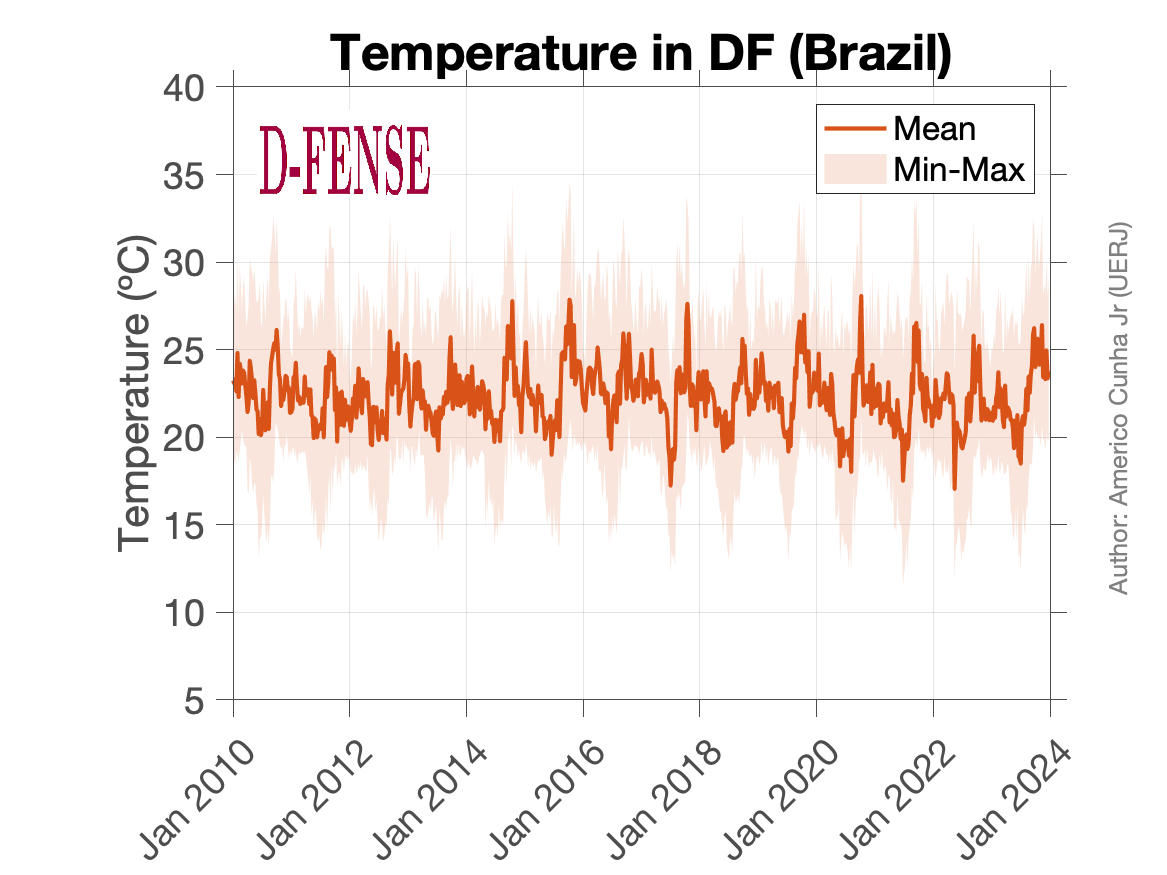 Temperature in DF (Brazil)
D-FENSE
Mean
Min-Max
Temperature (ºC)
40
35
30
25
20
15
10
5
Jan 2010
Jan 2012
Jan 2014
Jan 2016
Jan 2018
Jan 2020
Jan 2022
Jan 2024
Author: Americo Cunha Jr (UERJ)